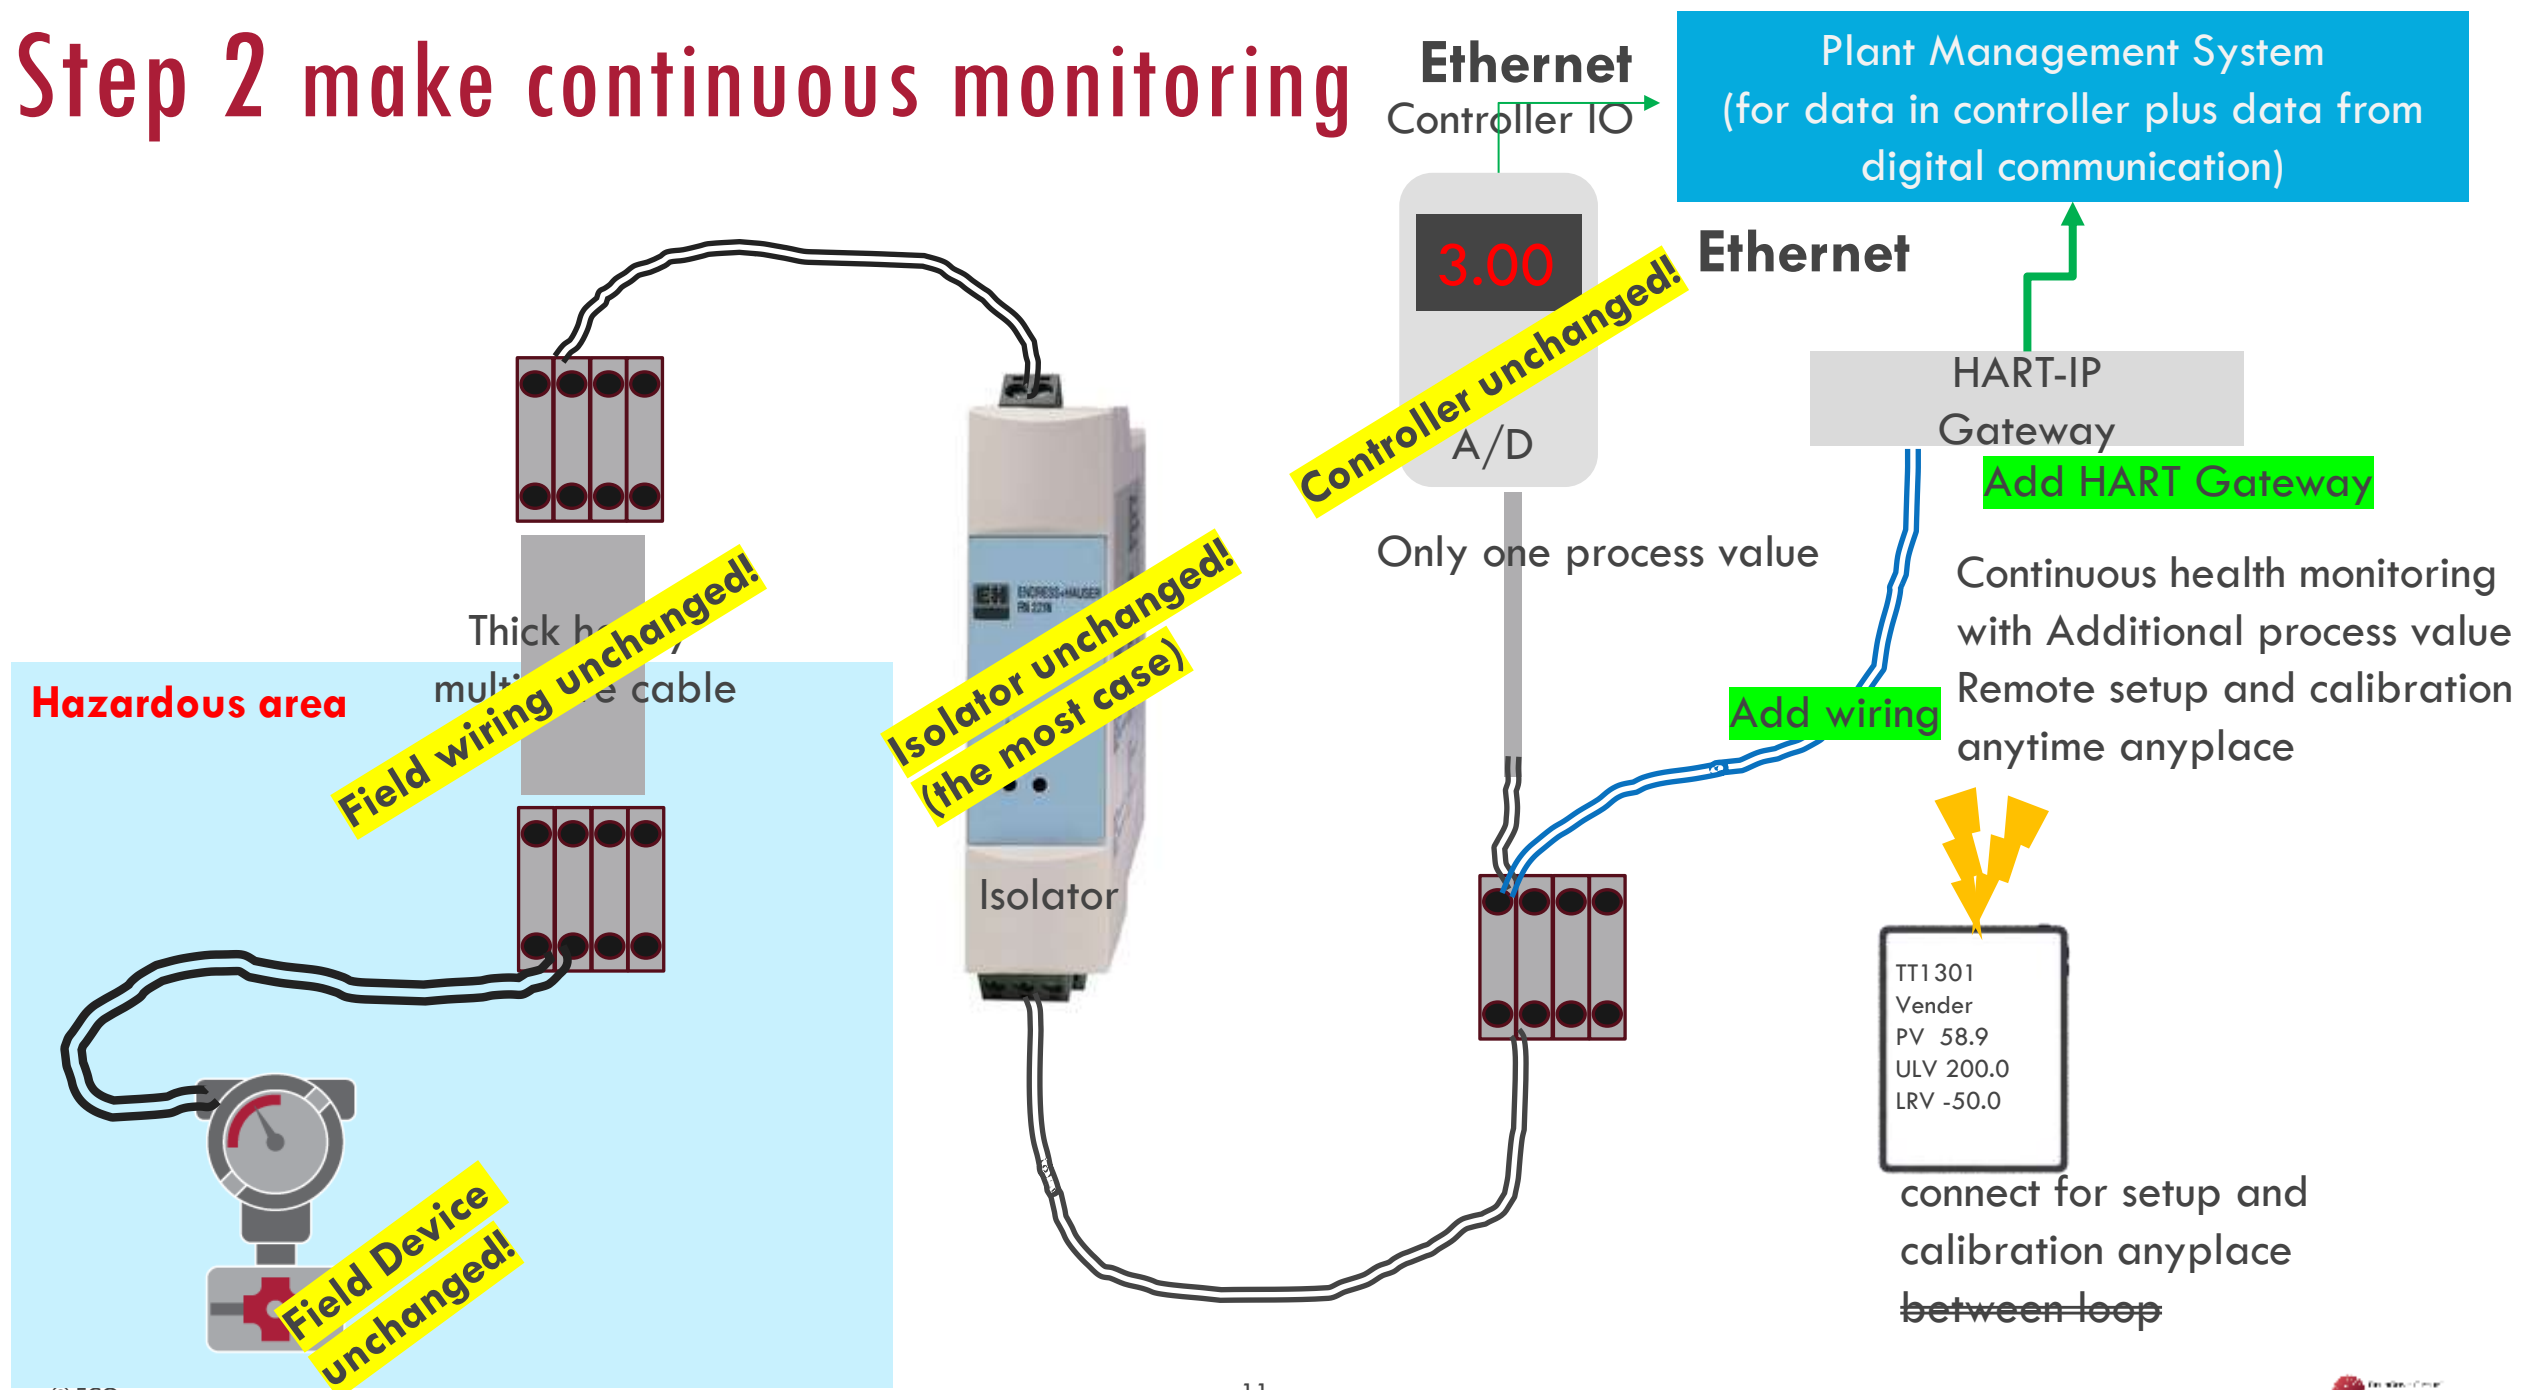 Step 2 make continuous monitoring
Ethernet
Controller IO
Plant Management System
(for data in controller plus data from
digital communication)
3.00
Ethernet
Controller unchanged!
A/D
HART-IP
Gateway
Add HART Gateway
Only one process value
Continuous health monitoring
with Additional process value
Remote setup and calibration
anytime anyplace
Add wiring
Thick
cable
Field wiring unchanged!
Hazardous area
ENDRESS+HAUSER
Isolator unchanged!
(the most case)
Isolator
TT1301
Vender
PV 58.9
ULV 200.0
LRV -50.0
connect for setup and
calibration anyplace
between loop
Field Device
unchanged!
11